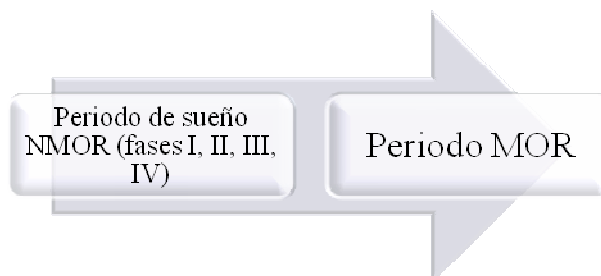 Periodo de sueño
NMOR (fases I, II, III,
IV)
Periodo MOR